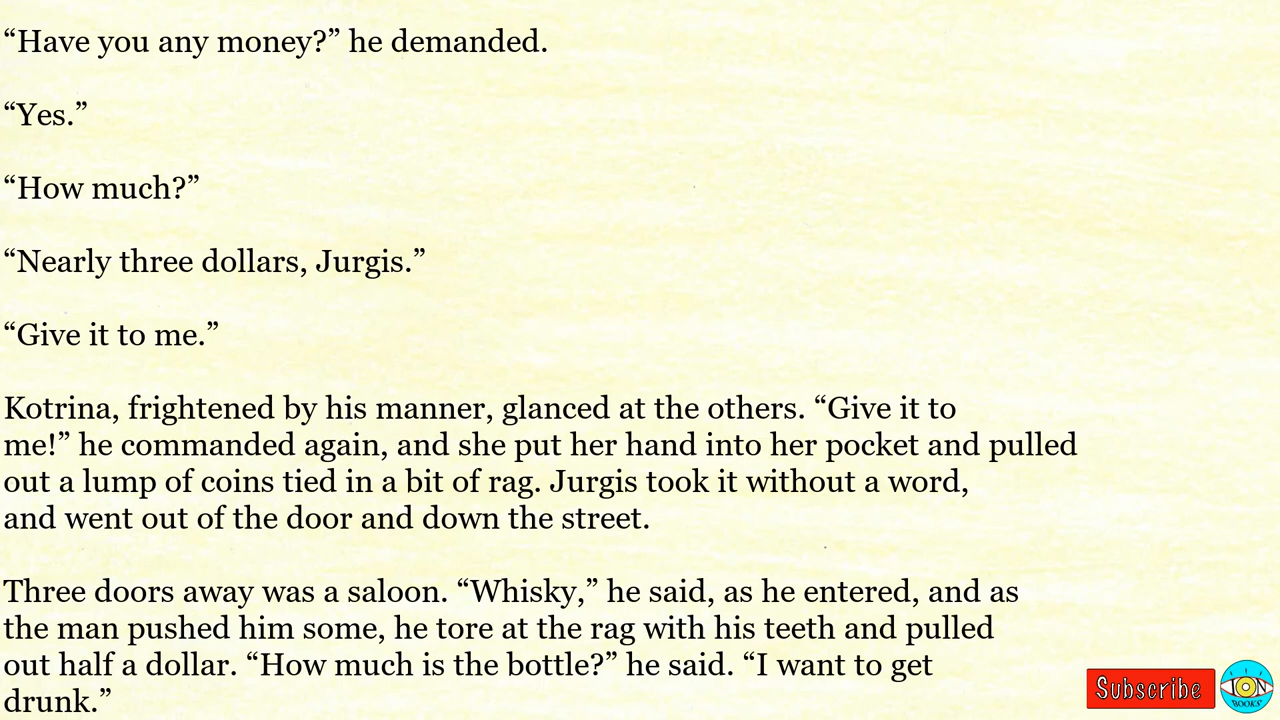 “Have you any money?” he demanded.
“Yes.”
“How much?”
“Nearly three dollars, Jurgis.”
“Give it to me.”
Kotrina, frightened by his manner, glanced at the others. “Give it to
me!” he commanded again, and she put her hand into her pocket and pulled
out a lump of coins tied in a bit of rag. Jurgis took it without a word,
and went out of the door and down the street.
Three doors away was a saloon. “Whisky,” he said, as he entered, and as
the man pushed him some, he tore at the rag with his teeth and pulled
out half a dollar. “How much is the bottle?” he said. “I want to get
drunk.”
Subscribe
ION
BOOKS